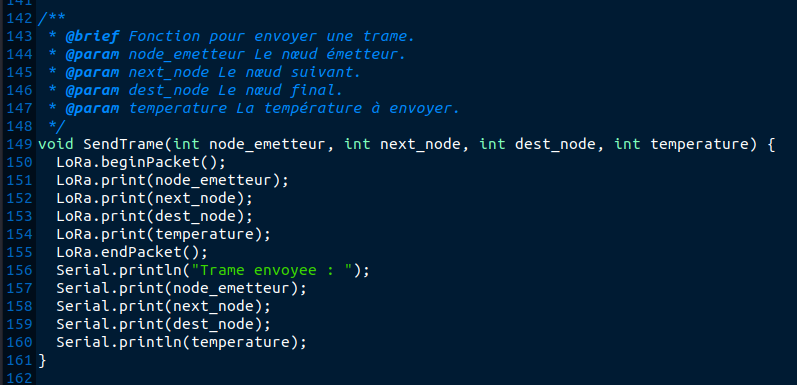 141
142 /**
143  * @brief Fonction pour envoyer une trame.
144  * @param node_emetteur Le nœud émetteur.
145  * @param next_node Le nœud suivant.
146  * @param dest_node Le nœud final.
147  * @param temperature La température à envoyer.
148  */
149 void SendTrame(int node_emetteur, int next_node, int dest_node, int temperature) {
150   LoRa.beginPacket();
151   LoRa.print(node_emetteur);
152   LoRa.print(next_node);
153   LoRa.print(dest_node);
154   LoRa.print(temperature);
155   LoRa.endPacket();
156   Serial.println("Trame envoyee : ");
157   Serial.print(node_emetteur);
158   Serial.print(next_node);
159   Serial.print(dest_node);
160   Serial.println(temperature);
161 }
162